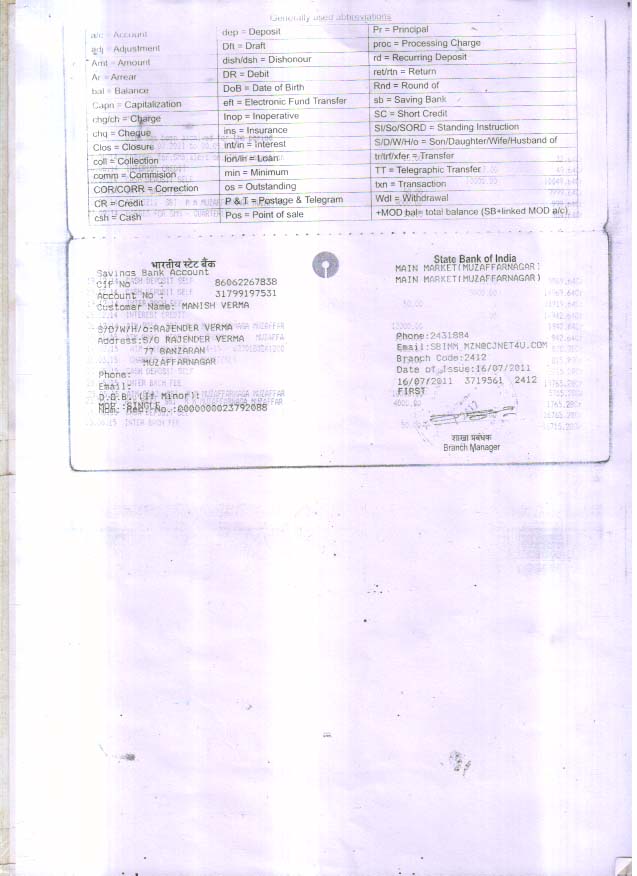 Generally used abbreviations
a/c = Account
adj = Adjustment
Amt = Amount
Ar = Arrear
bal = Balance
Capn = Capitalization
chg/ch = Charge
chq = Cheque
Clos = Closure
coll = Collection
comm = Commision
COR/CORR = Correction
CR = Credit
csh = Cash
dep = Deposit
Dft = Draft
dish/dsh = Dishonour
DR = Debit
DoB = Date of Birth
eft = Electronic Fund Transfer
Inop = Inoperative
ins = Insurance
int/in = Interest
lon/ln = Loan
min = Minimum
os = Outstanding
P & T = Postage & Telegram
Pos = Point of sale
Pr = Principal
proc = Processing Charge
rd = Recurring Deposit
ret/rtn = Return
Rnd = Round of
sb = Saving Bank
SC = Short Credit
SI/So/SORD = Standing Instruction
S/D/W/H/o = Son/Daughter/Wife/Husband of
tr/trf/xfer = Transfer
TT = Telegraphic Transfer
txn = Transaction
Wdl = Withdrawal
+MOD bal= total balance (SB+linked MOD a/c)
भारतीय स्टेट बैंक
Savings Bank Account
CIF No : 86062267838
Account No : 31799197531
Customer Name: MANISH VERMA
S/D/W/H/o:RAJENDER VERMA
Address:S/O RAJENDER VERMA
77 BANZARAN
MUZAFFARNAGAR
Phone:
Email:
D.O.B. (If Minor):
MOP :SINGLE
Nom. Reg. No.:0000000023792088
State Bank of India
MAIN MARKET(MUZAFFARNAGAR)
MAIN MARKET(MUZAFFARNAGAR)
Phone:2431884
Email:SBIMM_MZN@CJNET4U.COM
Branch Code:2412
Date of Issue:16/07/2011
16/07/2011 3719561 2412
FIRST
शाखा प्रबंधक
Branch Manager